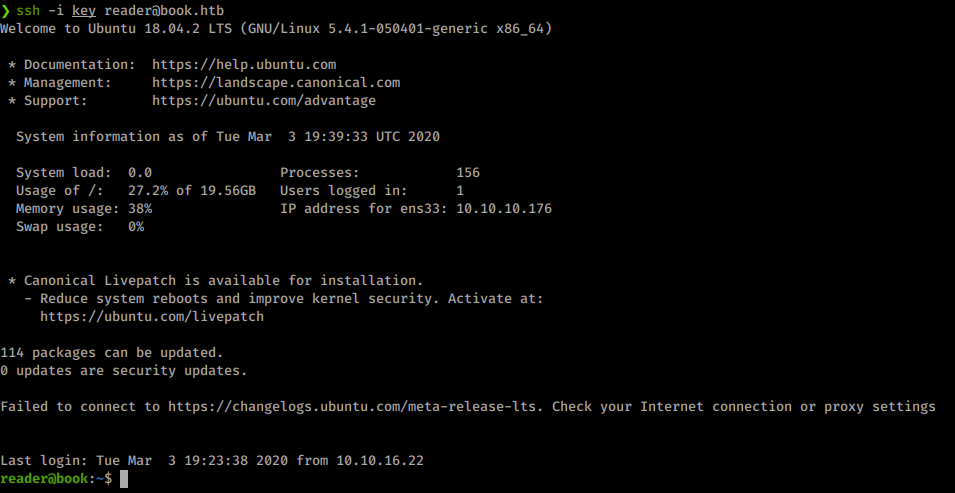 ❯ ssh -i key reader@book.htb
Welcome to Ubuntu 18.04.2 LTS (GNU/Linux 5.4.1-050401-generic x86_64)
* Documentation:  https://help.ubuntu.com
* Management:     https://landscape.canonical.com
* Support:        https://ubuntu.com/advantage
System information as of Tue Mar  3 19:39:33 UTC 2020
System load:  0.0                Processes:            156
Usage of /:   27.2% of 19.56GB   Users logged in:      1
Memory usage: 38%                IP address for ens33: 10.10.10.176
Swap usage:   0%
* Canonical Livepatch is available for installation.
- Reduce system reboots and improve kernel security. Activate at:
https://ubuntu.com/livepatch
114 packages can be updated.
0 updates are security updates.
Failed to connect to https://changelogs.ubuntu.com/meta-release-lts. Check your Internet connection or proxy settings
Last login: Tue Mar  3 19:23:38 2020 from 10.10.16.22
reader@book:~$